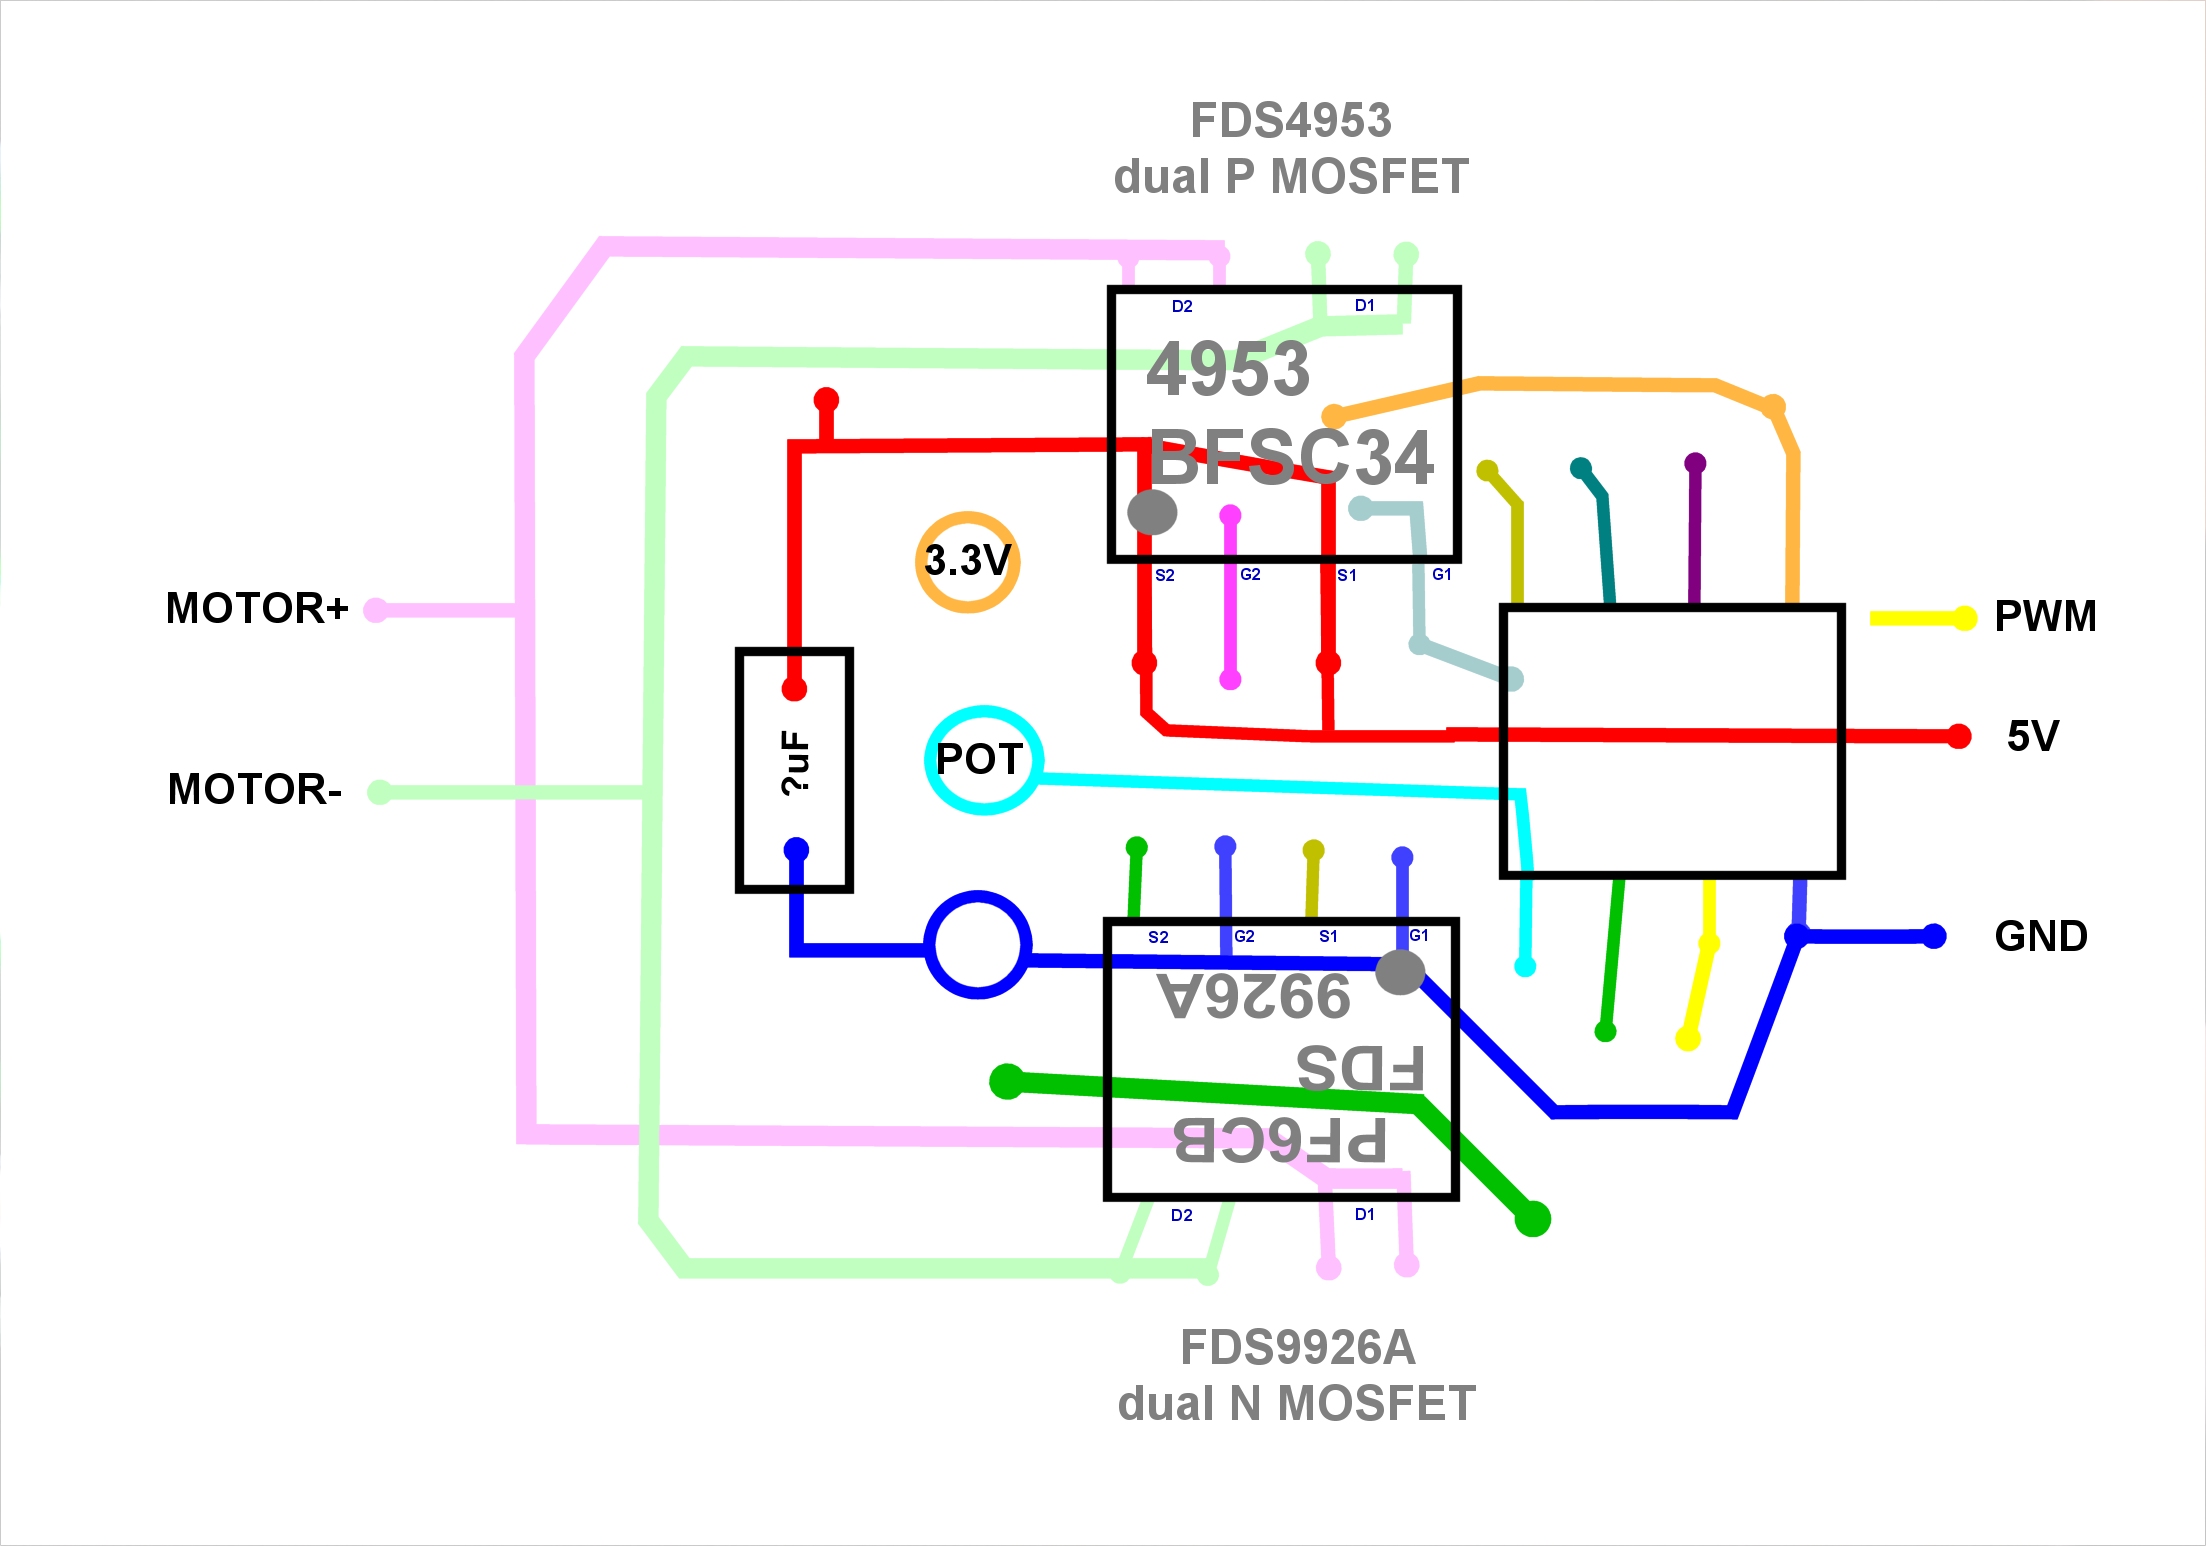 FDS4953
dual P MOSFET
D2
D1
4953
BFSC34
3.3V
S2
G2
S1
G1
MOTOR+
PWM
?uF
POT
5V
MOTOR-
S2
G2
S1
G1
GND
9926A
FDS
PF6CB
D2
D1
FDS9926A
dual N MOSFET